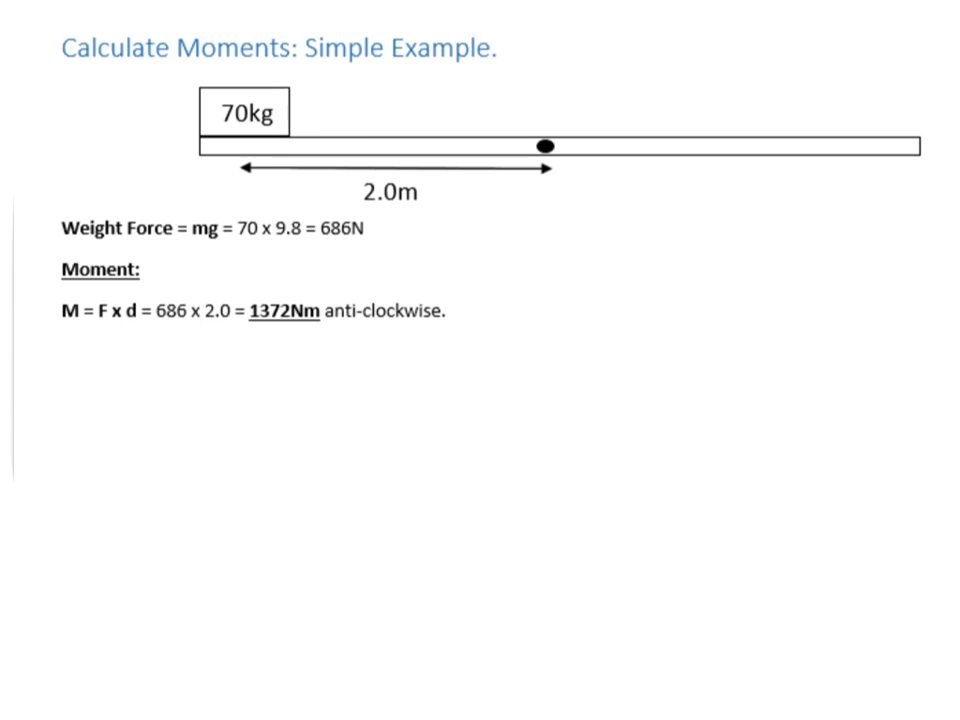 Calculate Moments: Simple Example.
70kg
2.0m
Weight Force = mg = 70 x 9.8 = 686N
Moment:
M = F x d = 686 x 2.0 = 1372Nm anti-clockwise.